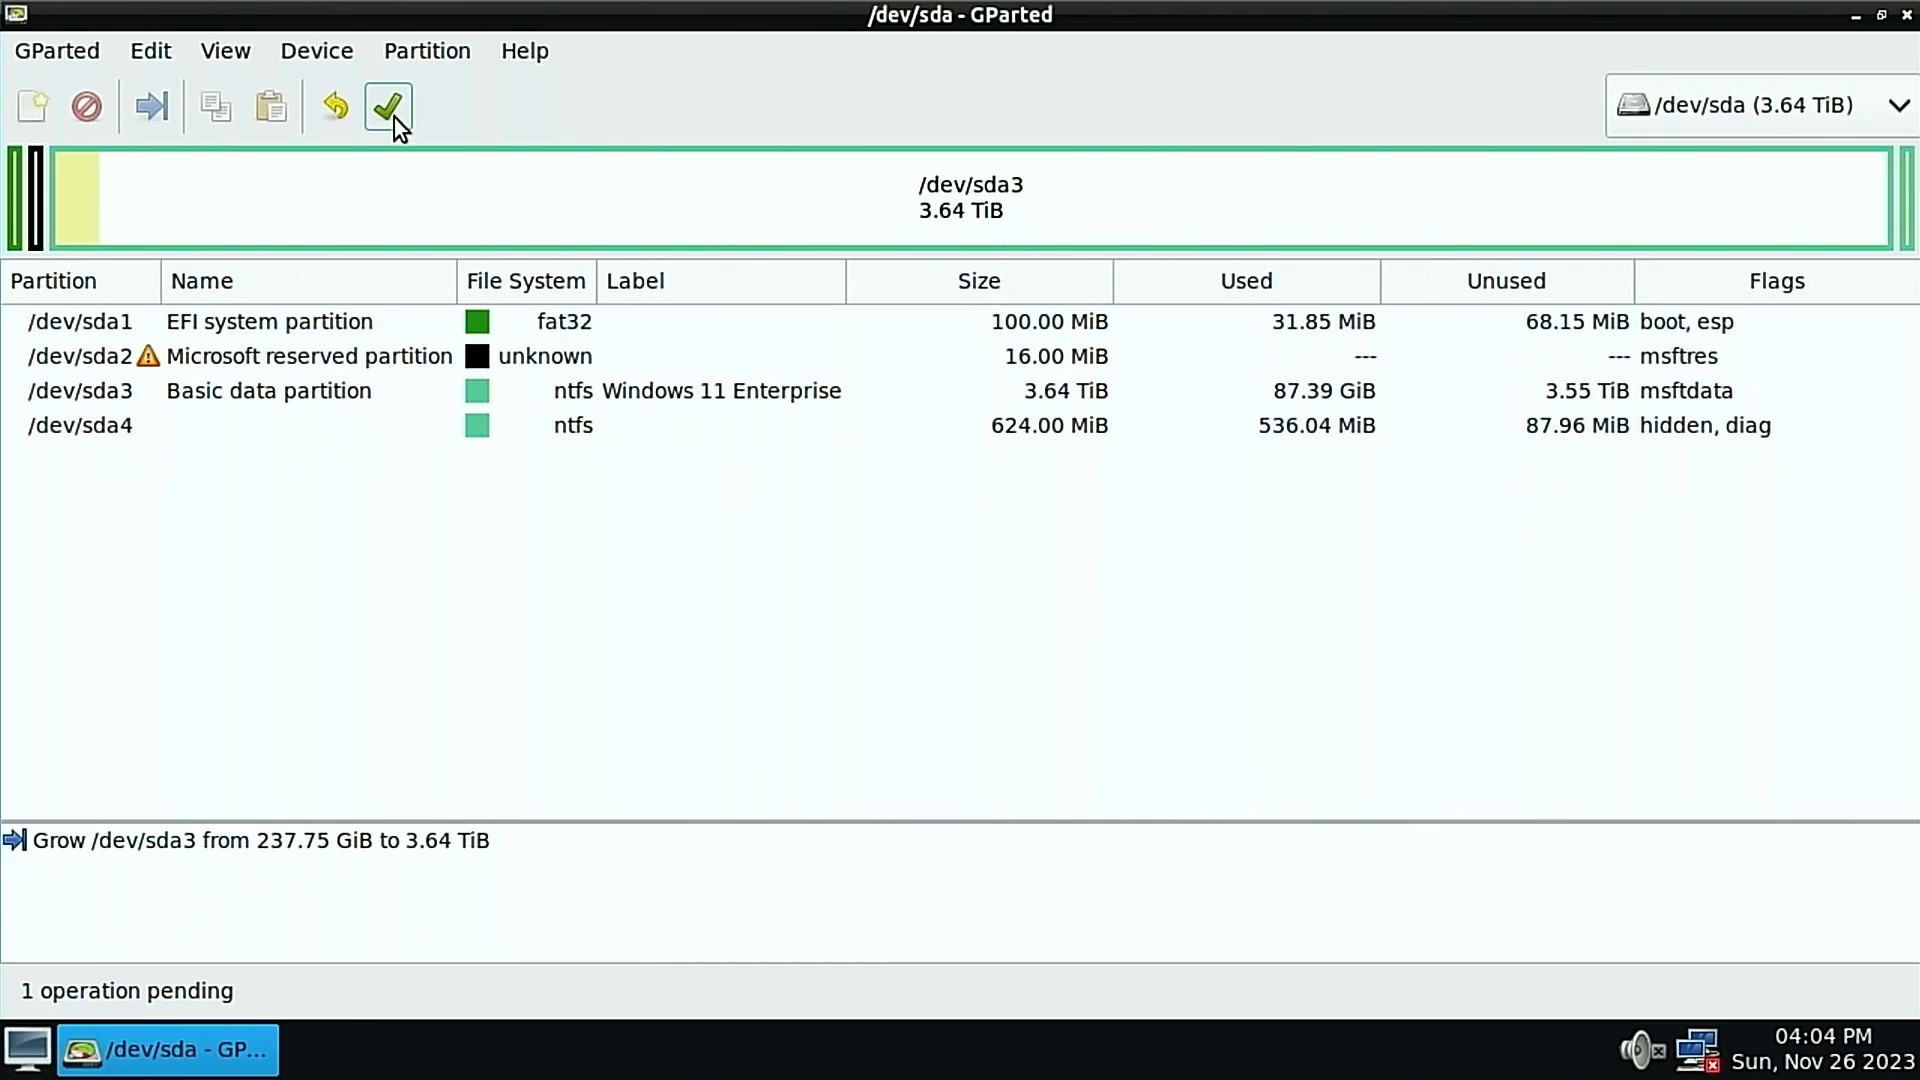 /dev/sda - GParted
GParted Edit View Device Partition Help
/dev/sda (3.64 TiB)
/dev/sda3
3.64 TiB
Partition Name File System Label Size Used Unused Flags
/dev/sda1 EFI system partition fat32 100.00 MiB 31.85 MiB 68.15 MiB boot, esp
/dev/sda2 Microsoft reserved partition unknown 16.00 MiB --- --- msftres
/dev/sda3 Basic data partition ntfs Windows 11 Enterprise 3.64 TiB 87.39 GiB 3.55 TiB msftdata
/dev/sda4 ntfs 624.00 MiB 536.04 MiB 87.96 MiB hidden, diag
Grow /dev/sda3 from 237.75 GiB to 3.64 TiB
1 operation pending
/dev/sda - GP...
04:04 PM
Sun, Nov 26 2023